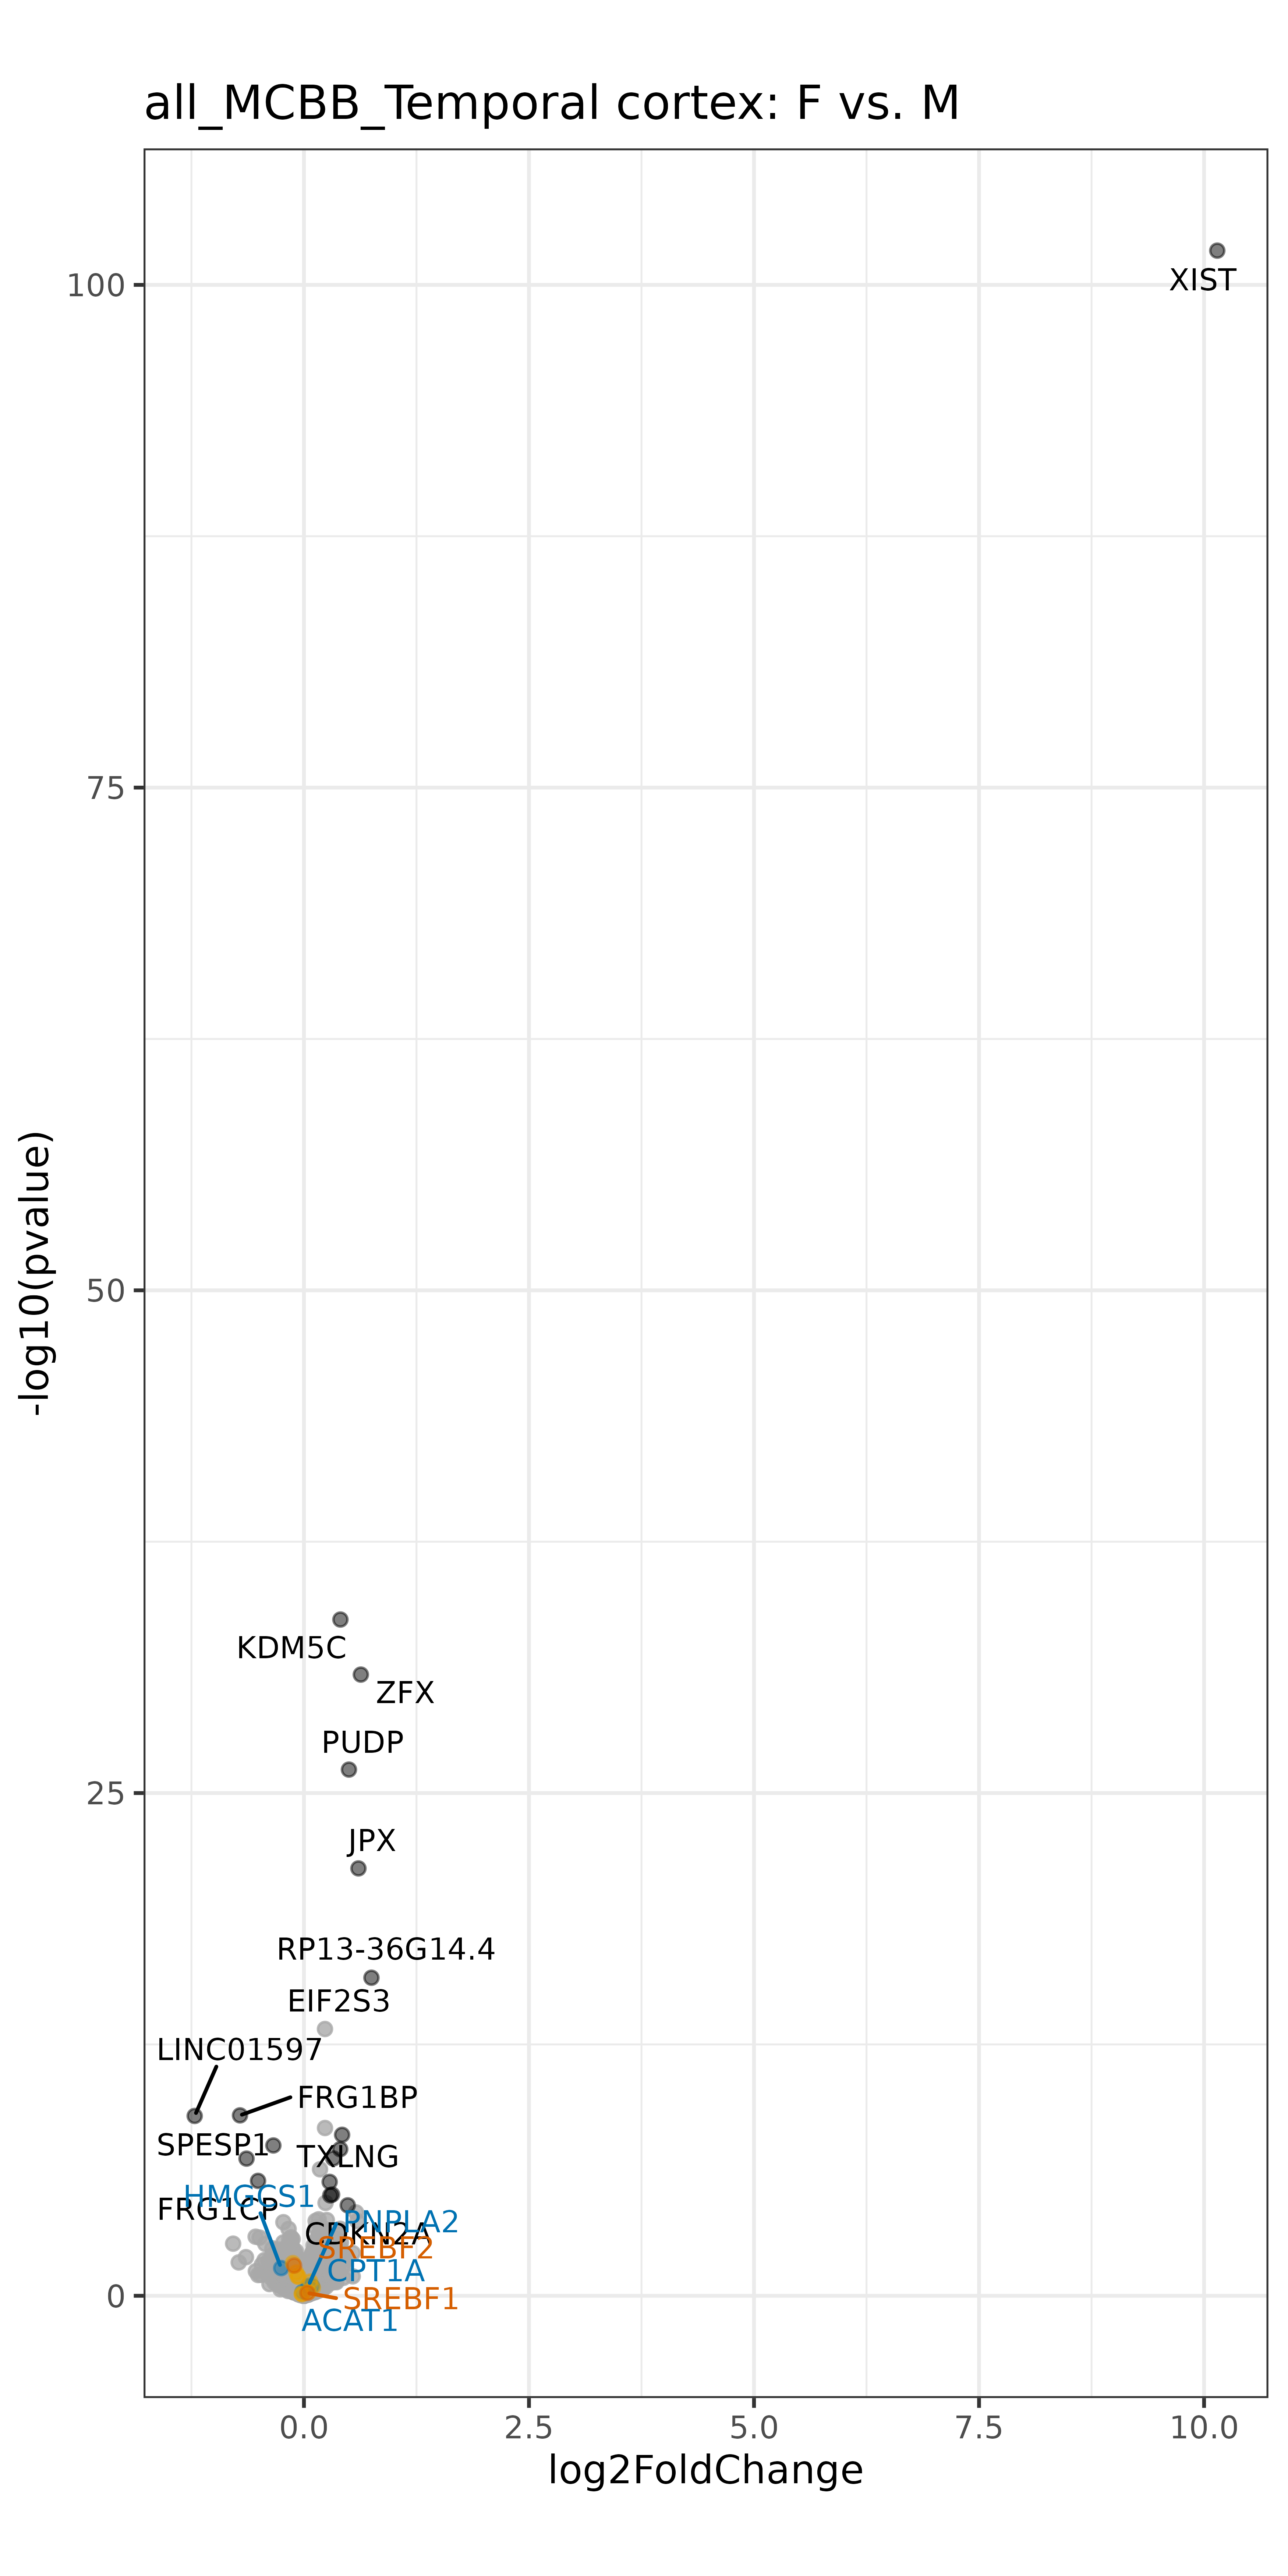 all_MCBB_Temporal cortex: F vs. M
100
XIST
75
-log10(pvalue)
50
KDM5C
ZFX
PUDP
25
JPX
RP13-36G14.4
EIF2S3
LINC01597
FRG1BP
SPESP1
TXLNG
HMGCS1
FRG1CP
PNPLA2
CDKN2A
SREBF2
CPT1A
0
SREBF1
ACAT1
0.0 2.5 5.0 7.5 10.0
log2FoldChange